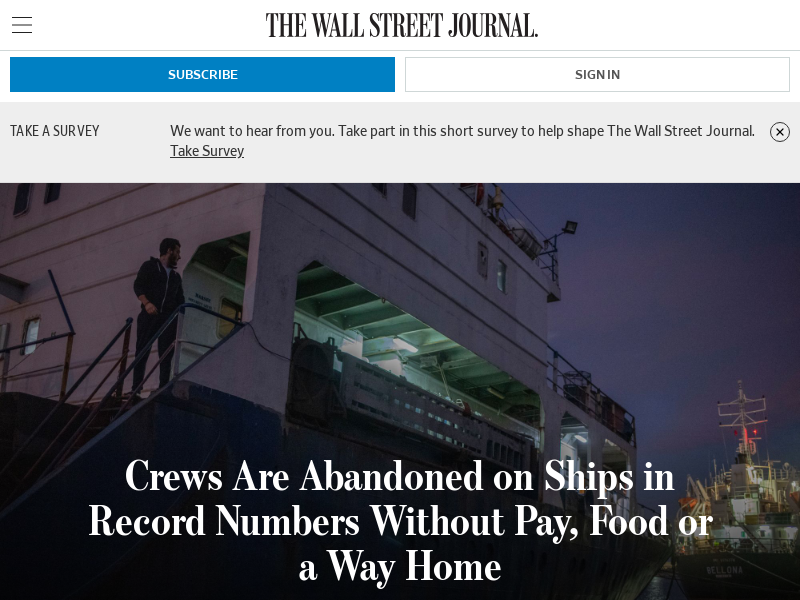 THE WALL STREET JOURNAL.
SUBSCRIBE
SIGN IN
TAKE A SURVEY
We want to hear from you. Take part in this short survey to help shape The Wall Street Journal.
Take Survey
Crews Are Abandoned on Ships in
Record Numbers Without Pay, Food or
a Way Home
BELLONA